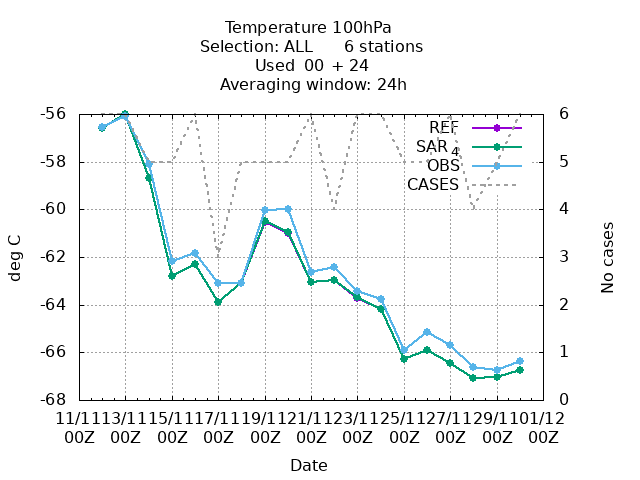 Temperature 100hPa
Selection: ALL 6 stations
Used 00 + 24
Averaging window: 24h
-56 6
REF
SAR 4
OBS
CASES
-58 5
-60 4
-62 3
-64 2
-66 1
-68 0
deg C
No cases
11/11 13/11 15/11 17/11 19/11 21/11 23/11 25/11 27/11 29/11 01/12
00Z 00Z 00Z 00Z 00Z 00Z 00Z 00Z 00Z 00Z 00Z
Date